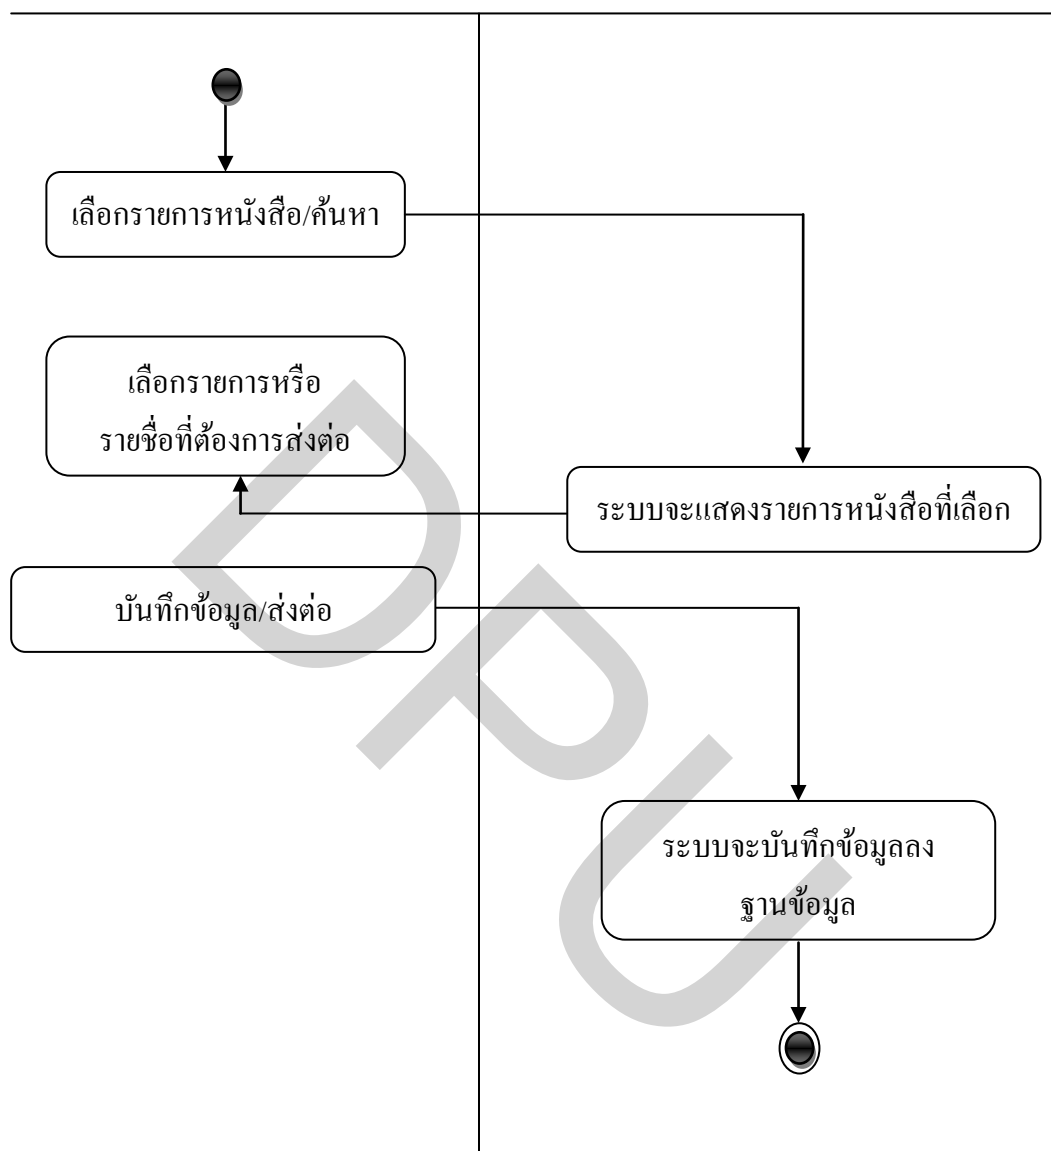 เลือกรายการหนังสือ/ค้นหา
เลือกรายการหรือ
รายชื่อที่ต้องการส่งต่อ
ระบบจะแสดงรายการหนังสือที่เลือก
บันทึกข้อมูล/ส่งต่อ
ระบบจะบันทึกข้อมูลลง
ฐานข้อมูล
DPU